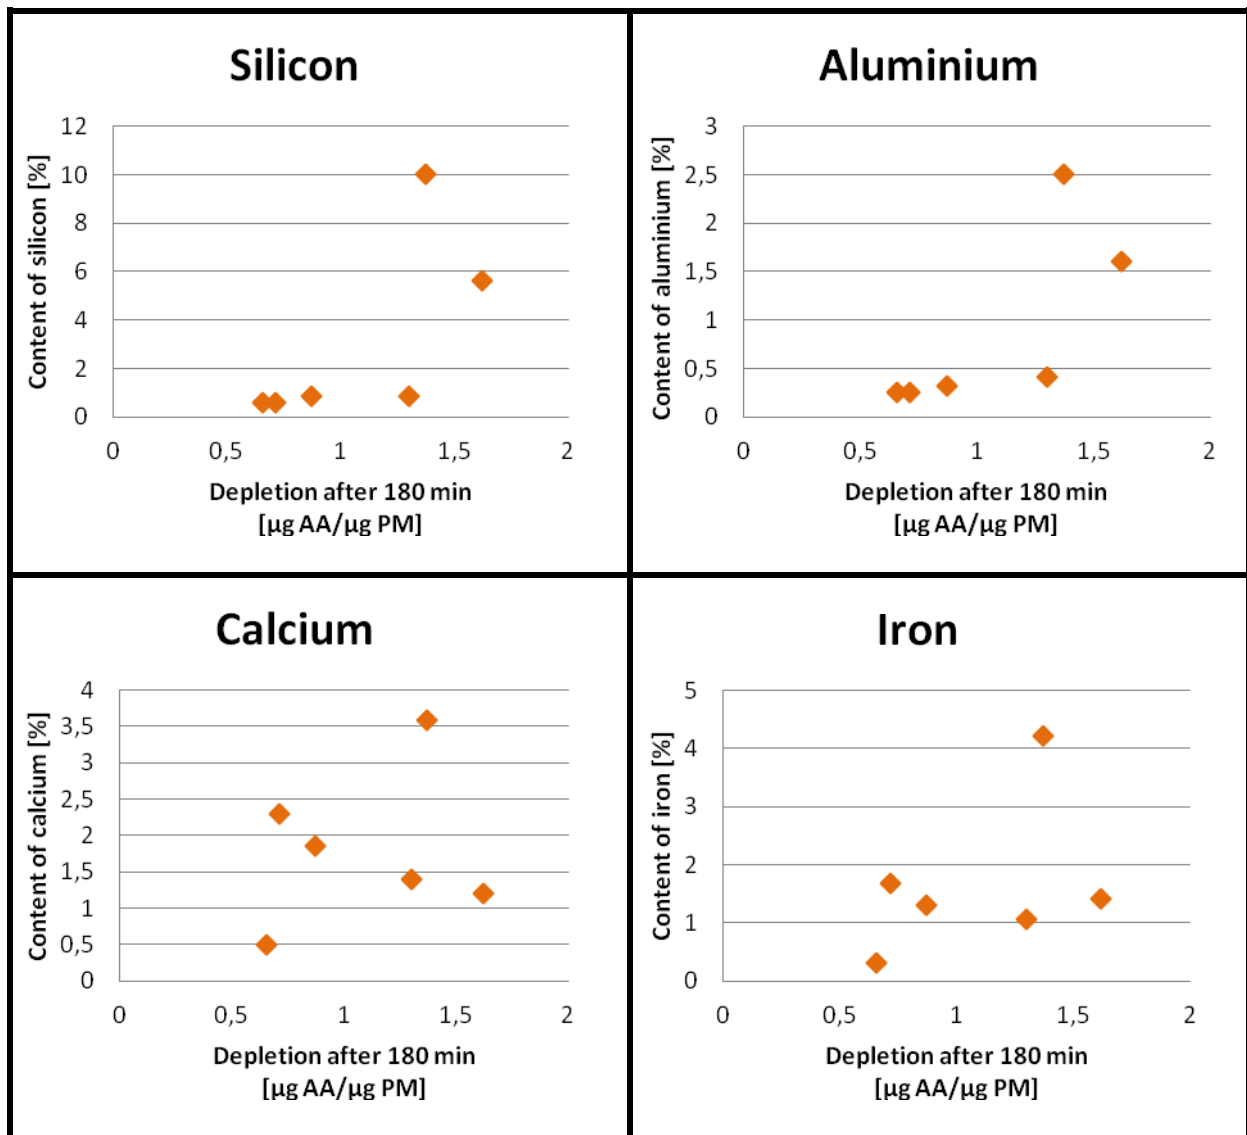 Silicon
Content of silicon [%]
12
10
8
6
4
2
0
0 0,5 1 1,5 2
Depletion after 180 min
[µg AA/µg PM]
Aluminium
Content of aluminium [%]
3
2,5
2
1,5
1
0,5
0
0 0,5 1 1,5 2
Depletion after 180 min
[µg AA/µg PM]
Calcium
Content of calcium [%]
4
3,5
3
2,5
2
1,5
1
0,5
0
0 0,5 1 1,5 2
Depletion after 180 min
[µg AA/µg PM]
Iron
Content of iron [%]
5
4
3
2
1
0
0 0,5 1 1,5 2
Depletion after 180 min
[µg AA/µg PM]